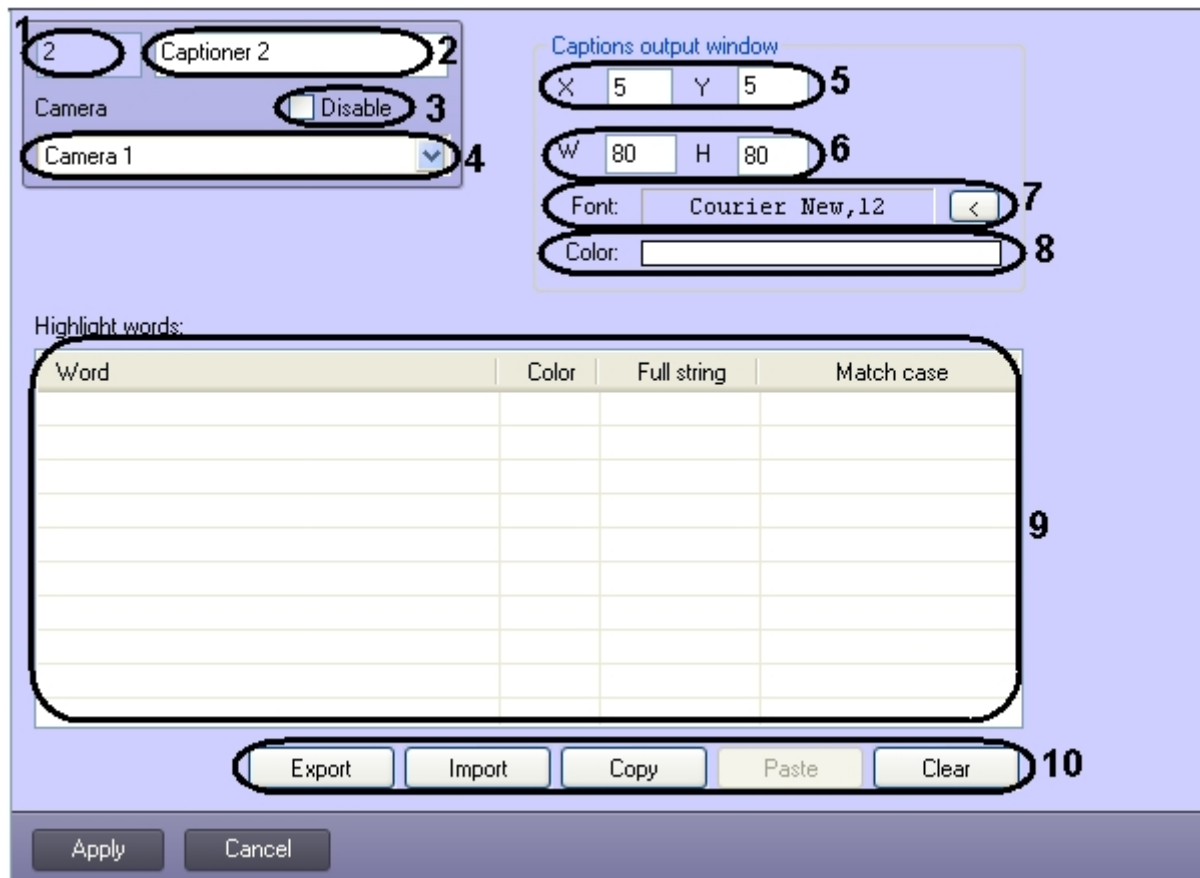 1
2 Captioner 2 2
Camera Disable 3
Camera 1 4
Captions output window
X 5 Y 5 5
W 80 H 80 6
Font: Courier New,12 < 7
Color: 8
Highlight words:
Word Color Full string Match case
9
Export Import Copy Paste Clear 10
Apply Cancel